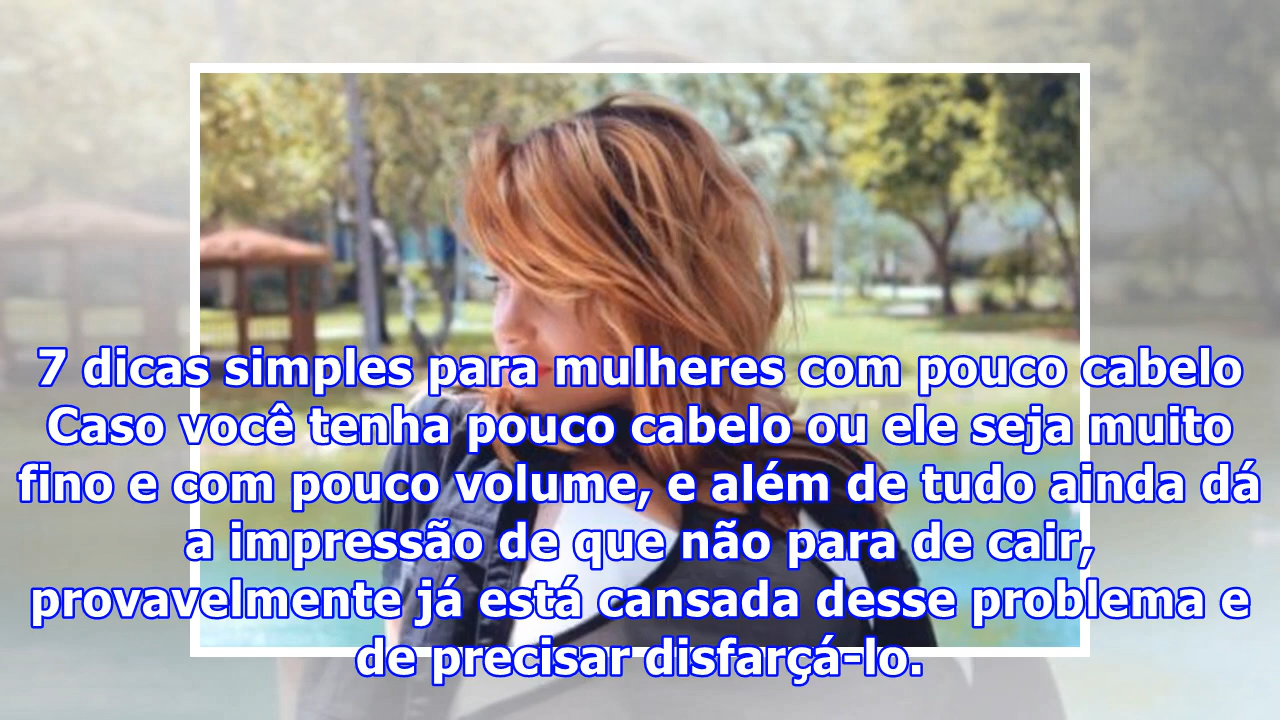 7 dicas simples para mulheres com pouco cabelo
Caso você tenha pouco cabelo ou ele seja muito
fino e com pouco volume, e além de tudo ainda dá
a impressão de que não para de cair,
provavelmente já está cansada desse problema e
de precisar disfarçá-lo.